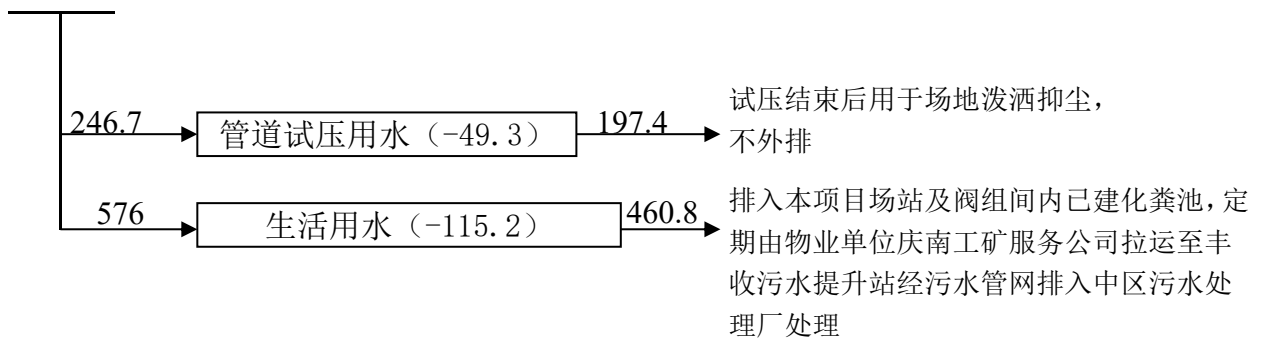 246.7
管道试压用水（-49.3）
197.4
试压结束后用于场地泼洒抑尘，
不外排
576
生活用水（-115.2）
460.8
排入本项目场站及阀组间内已建化粪池，定
期由物业单位庆南工矿服务公司拉运至丰
收污水提升站经污水管网排入中区污水处
理厂处理